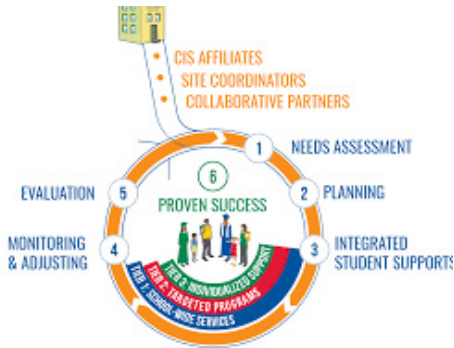 CIS AFFILIATES
SITE COORDINATORS
COLLABORATIVE PARTNERS
1
NEEDS ASSESSMENT
2
PLANNING
3
INTEGRATED
STUDENT SUPPORTS
4
MONITORING
& ADJUSTING
5
EVALUATION
6
PROVEN SUCCESS
TIER 3: INDIVIDUALIZED SUPPORT
TIER 2: TARGETED PROGRAMS
TIER 1: SCHOOL-WIDE SERVICES